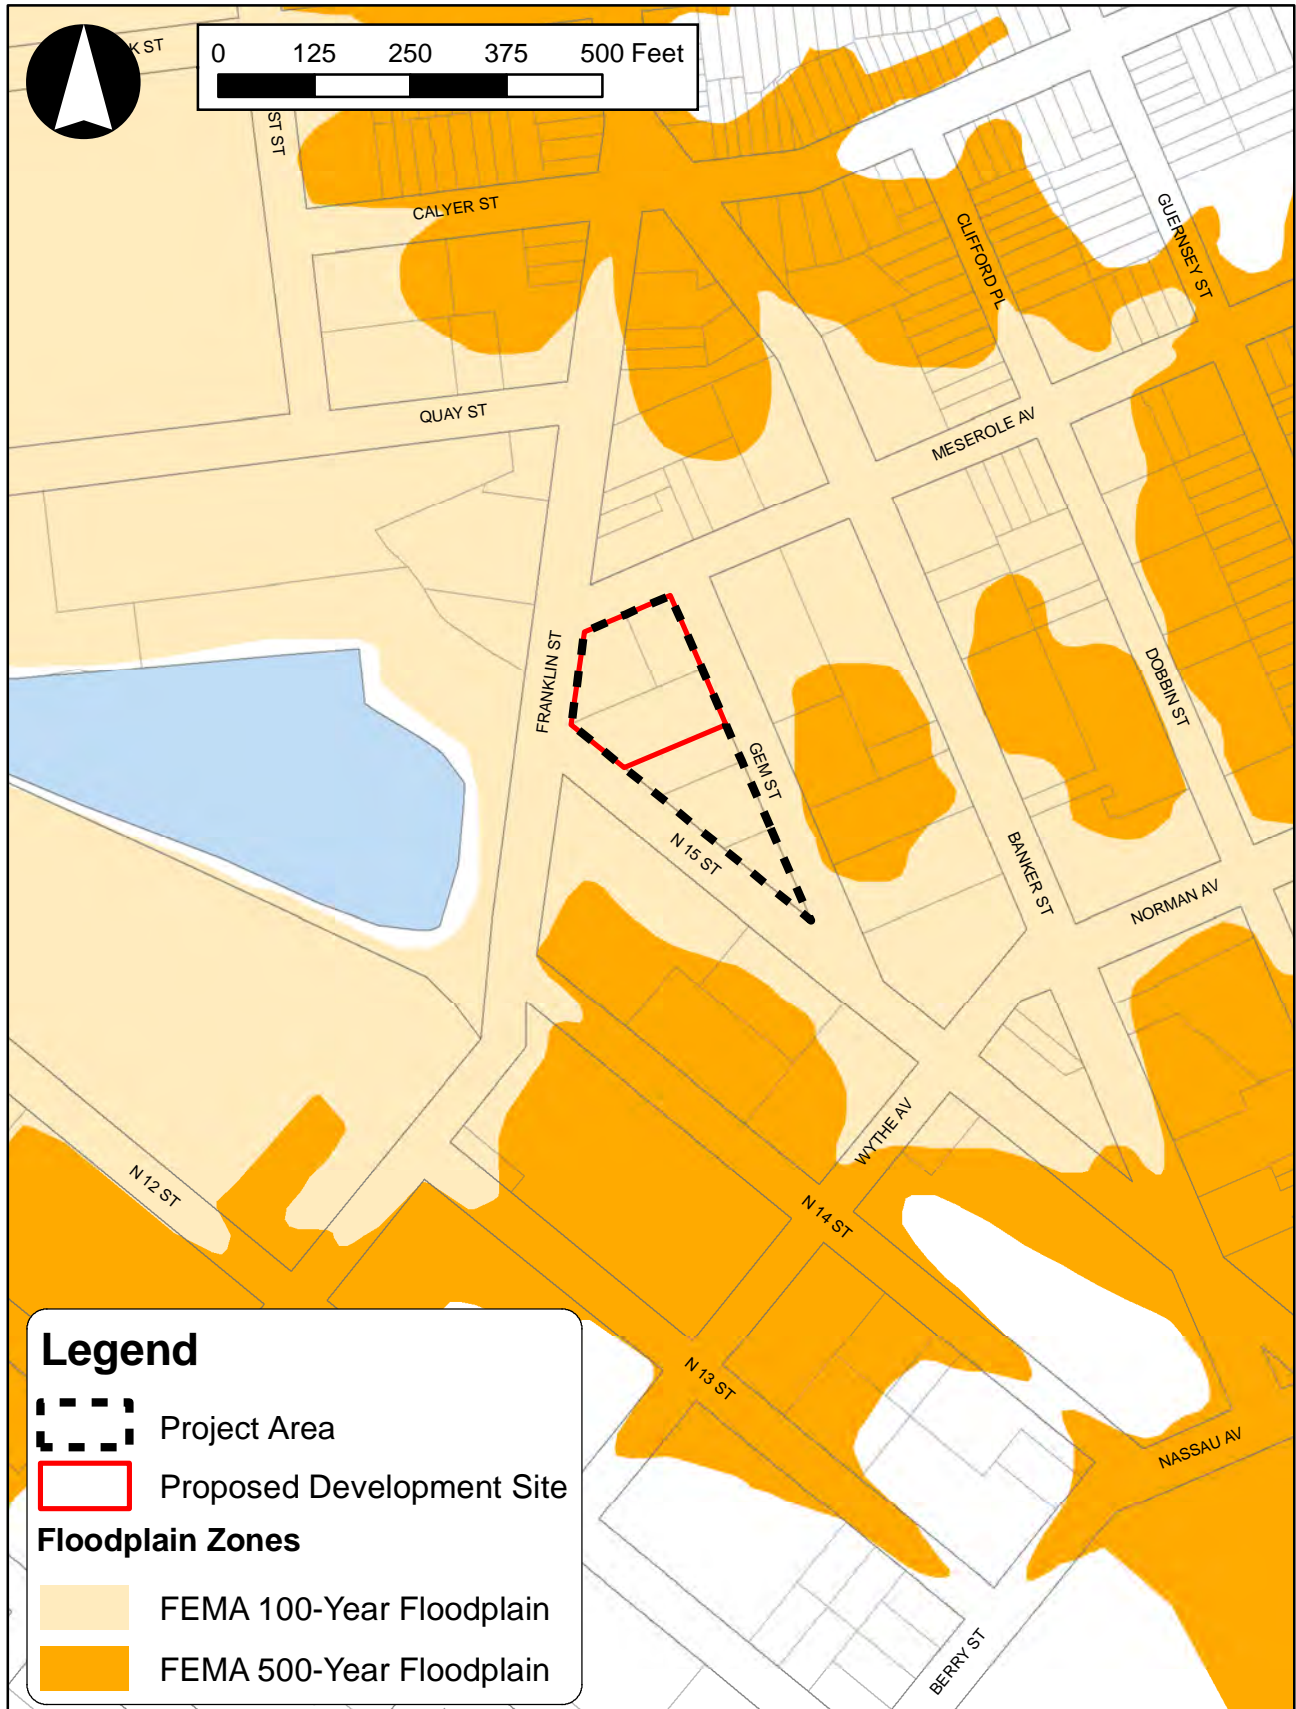 K ST
0 125 250 375 500 Feet
ST ST
CALYER ST
CLIFFORD PL
GUERNSEY ST
QUAY ST
MESEROLE AV
FRANKLIN ST
GEM ST
DOBBIN ST
N 15 ST
BANKER ST
NORMAN AV
WYTHE AV
N 12 ST
N 14 ST
N 13 ST
NASSAU AV
BERRY ST
Legend
Project Area
Proposed Development Site
Floodplain Zones
FEMA 100-Year Floodplain
FEMA 500-Year Floodplain